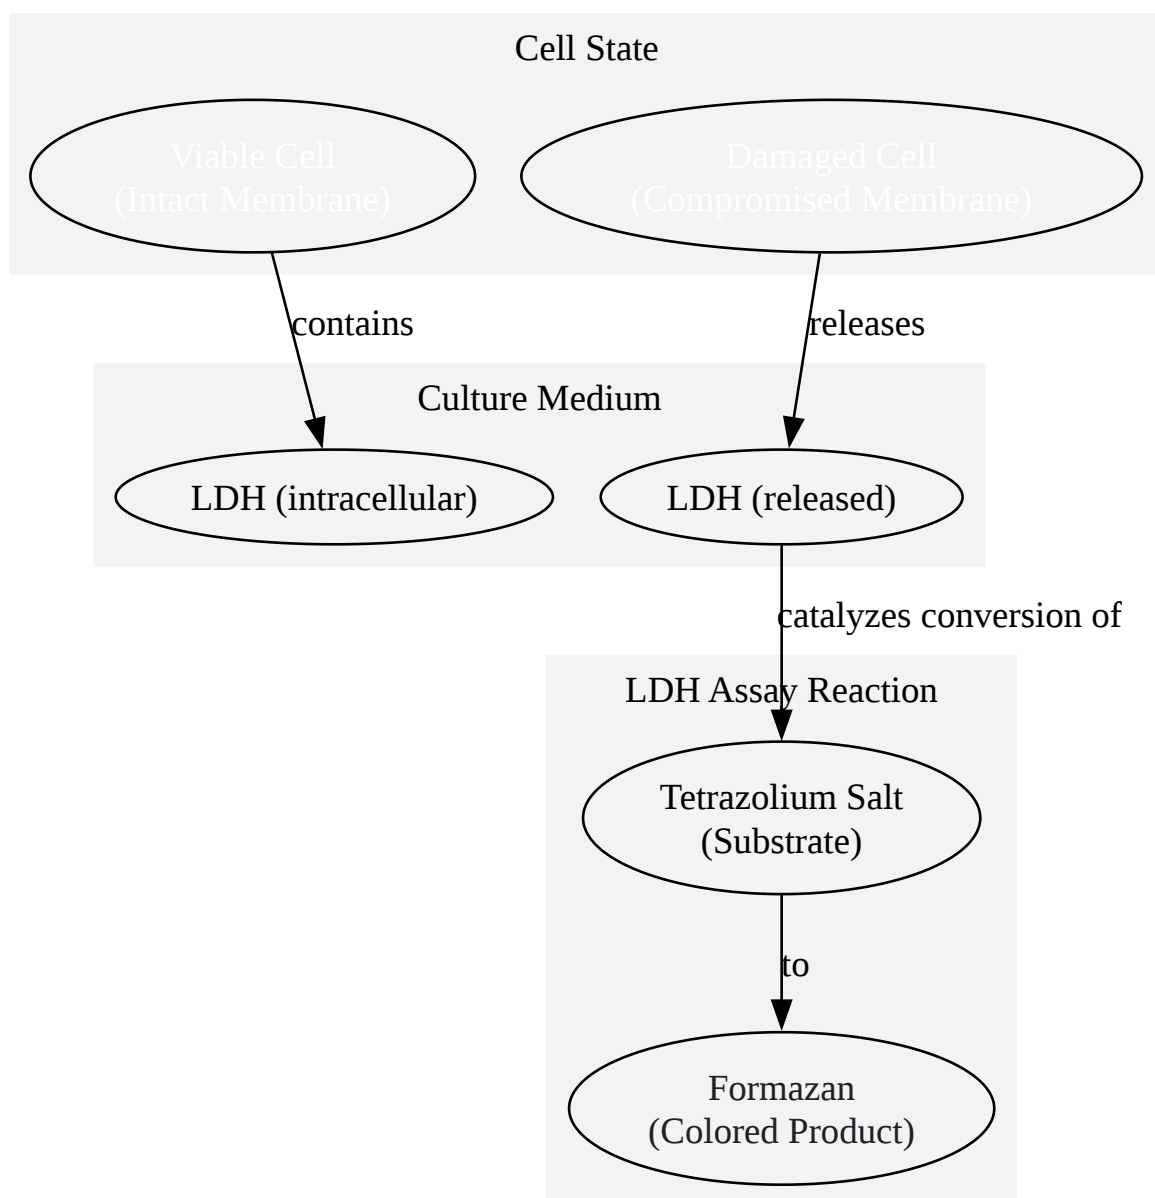 Cell State
Viable Cell
(Intact Membrane)
Damaged Cell
(Compromised Membrane)
contains
releases
Culture Medium
LDH (intracellular)
LDH (released)
catalyzes conversion of
LDH Assay Reaction
Tetrazolium Salt
(Substrate)
to
Formazan
(Colored Product)